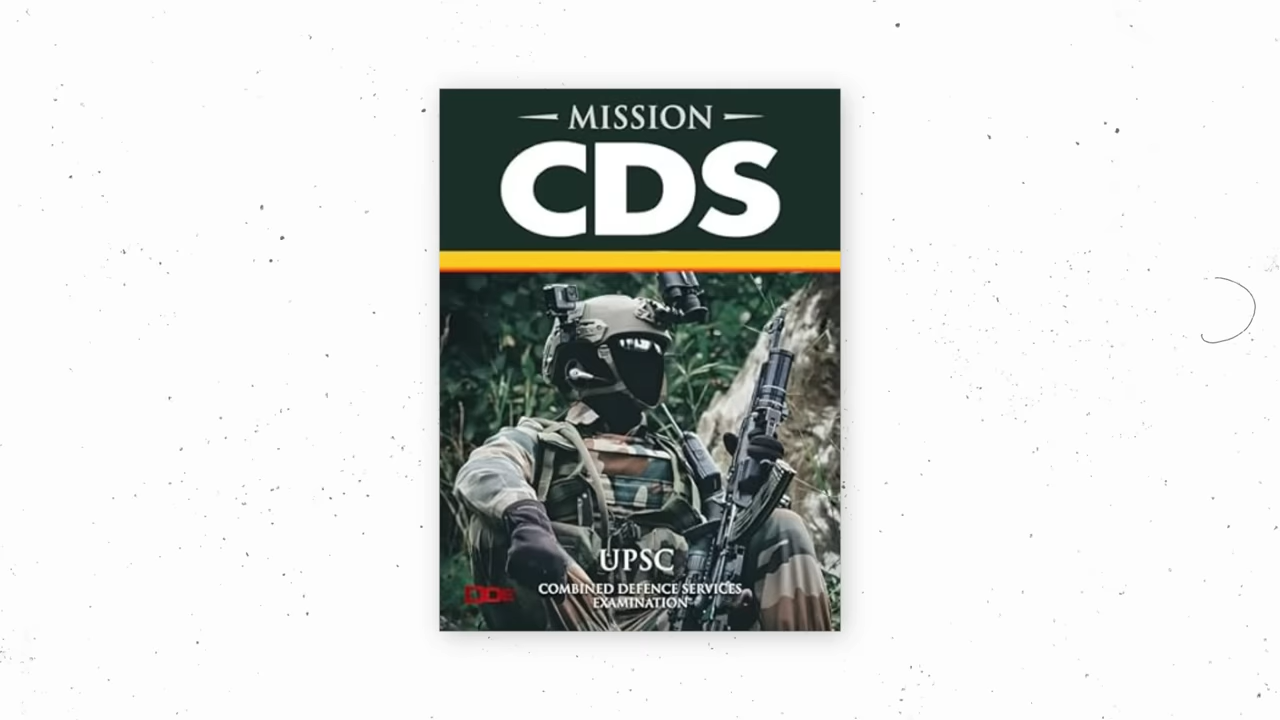 MISSION
CDS
UPSC
COMBINED DEFENCE SERVICES
EXAMINATION